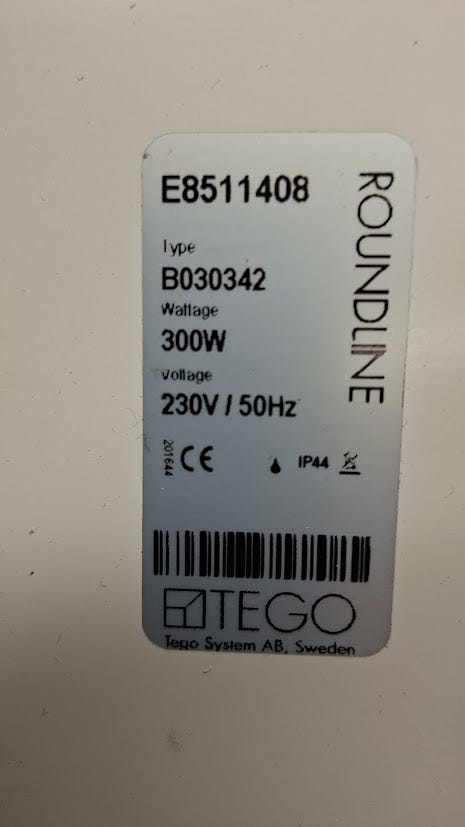 E8511408
Type
B030342
Wattage
300W
Voltage
230V / 50Hz
201644
CE
IP44
TEGO
Tego System AB, Sweden
ROUNDLINE